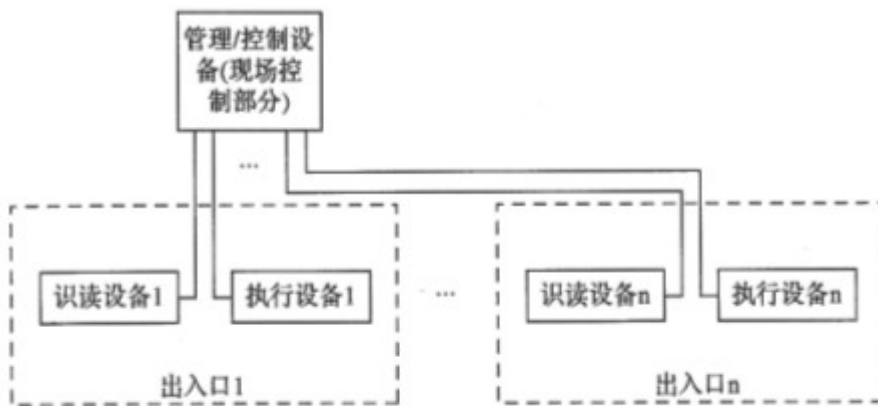 管理/控制设
备(现场控
制部分)
...
识读设备1
执行设备1
...
识读设备n
执行设备n
出入口1
出入口n